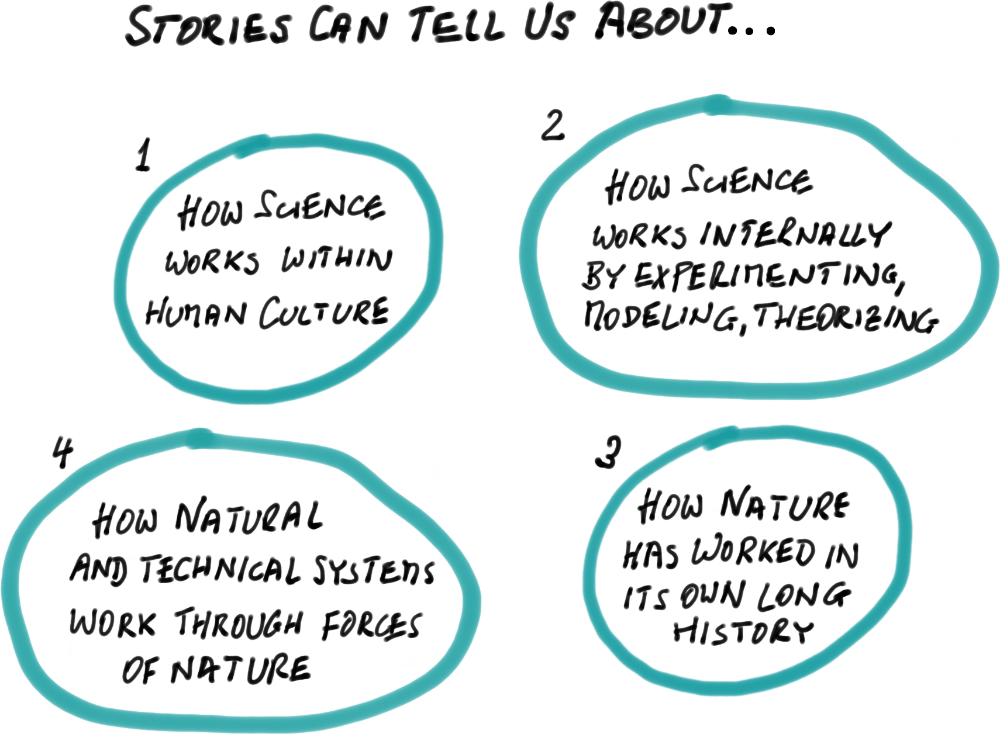 STORIES CAN TELL US ABOUT...
1
HOW SCIENCE
WORKS WITHIN
HUMAN CULTURE
2
HOW SCIENCE
WORKS INTERNALLY
BY EXPERIMENTING,
MODELING, THEORIZING
3
HOW NATURE
HAS WORKED IN
ITS OWN LONG
HISTORY
4
HOW NATURAL
AND TECHNICAL SYSTEMS
WORK THROUGH FORCES
OF NATURE